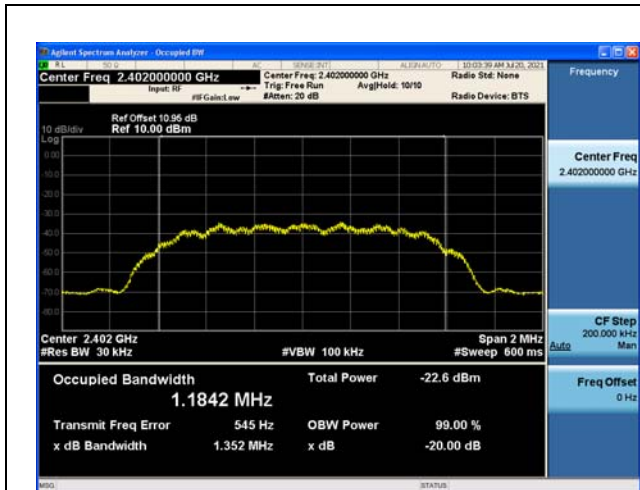 Agilent Spectrum Analyzer - Occupied BW
RL 50 Ω AC SENSE:INT ALIGN AUTO 10:03:39 AM Jul 20, 2021
Center Freq 2.402000000 GHz Center Freq: 2.402000000 GHz Radio Std: None
Trig: Free Run Avg|Hold: 10/10
Input: RF #IFGain:Low #Atten: 20 dB Radio Device: BTS
Frequency
Ref Offset 10.95 dB
10 dB/div Ref 10.00 dBm
Log
0.00
-10.0
-20.0
-30.0
-40.0
-50.0
-60.0
-70.0
-80.0
Center Freq
2.402000000 GHz
Center 2.402 GHz Span 2 MHz
#Res BW 30 kHz #VBW 100 kHz #Sweep 600 ms
CF Step
200.000 kHz
Auto Man
Occupied Bandwidth Total Power -22.6 dBm
1.1842 MHz
Transmit Freq Error 545 Hz OBW Power 99.00 %
x dB Bandwidth 1.352 MHz x dB -20.00 dB
Freq Offset
0 Hz
MSG STATUS